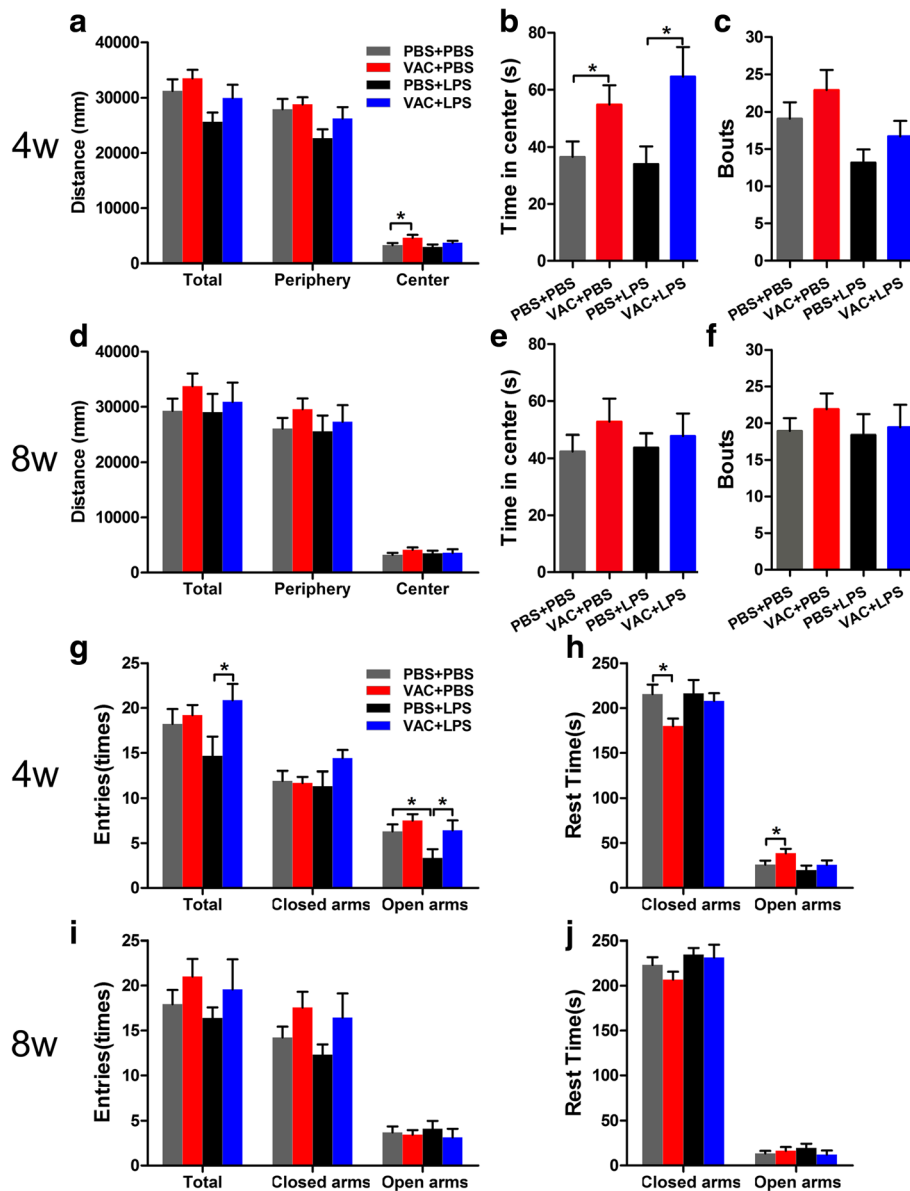 a
40000
30000
20000
10000
0
Distance (mm)
PBS+PBS
VAC+PBS
PBS+LPS
VAC+LPS
*
Total
Periphery
Center
4w
b
80
60
40
20
0
Time in center (s)
*
*
PBS+PBS
VAC+PBS
PBS+LPS
VAC+LPS
c
30
25
20
15
10
5
0
Bouts
PBS+PBS
VAC+PBS
PBS+LPS
VAC+LPS
d
40000
30000
20000
10000
0
Distance (mm)
Total
Periphery
Center
8w
e
80
60
40
20
0
Time in center (s)
PBS+PBS
VAC+PBS
PBS+LPS
VAC+LPS
f
30
25
20
15
10
5
0
Bouts
PBS+PBS
VAC+PBS
PBS+LPS
VAC+LPS
g
25
20
15
10
5
0
Entries(times)
PBS+PBS
VAC+PBS
PBS+LPS
VAC+LPS
*
*
*
Total
Closed arms
Open arms
4w
h
250
200
150
100
50
0
Rest Time(s)
*
*
Closed arms
Open arms
i
25
20
15
10
5
0
Entries(times)
Total
Closed arms
Open arms
8w
j
250
200
150
100
50
0
Rest Time(s)
Closed arms
Open arms